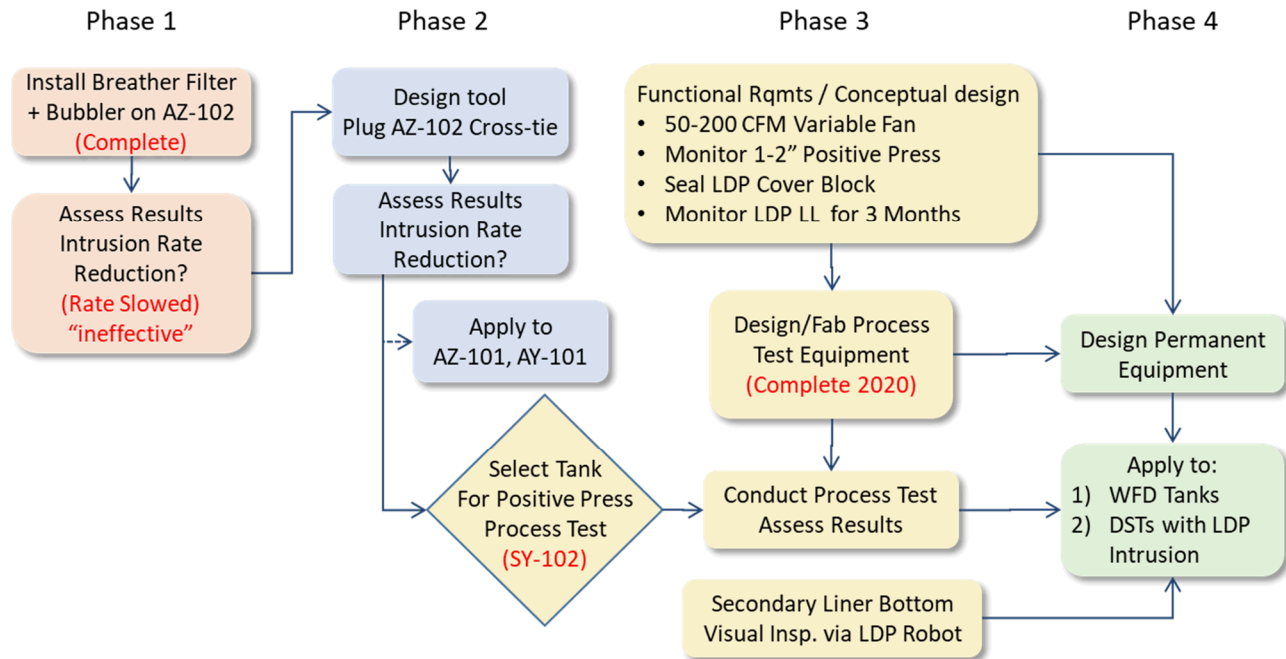 Phase 1
Phase 2
Phase 3
Phase 4
Install Breather Filter
+ Bubbler on AZ-102
(Complete)
Assess Results
Intrusion Rate
Reduction?
(Rate Slowed)
“ineffective”
Design tool
Plug AZ-102 Cross-tie
Assess Results
Intrusion Rate
Reduction?
Apply to
AZ-101, AY-101
Select Tank
For Positive Press
Process Test
(SY-102)
Functional Rqmts / Conceptual design
• 50-200 CFM Variable Fan
• Monitor 1-2” Positive Press
• Seal LDP Cover Block
• Monitor LDP LL for 3 Months
Design/Fab Process
Test Equipment
(Complete 2020)
Conduct Process Test
Assess Results
Secondary Liner Bottom
Visual Insp. via LDP Robot
Design Permanent
Equipment
Apply to:
1) WFD Tanks
2) DSTs with LDP
Intrusion